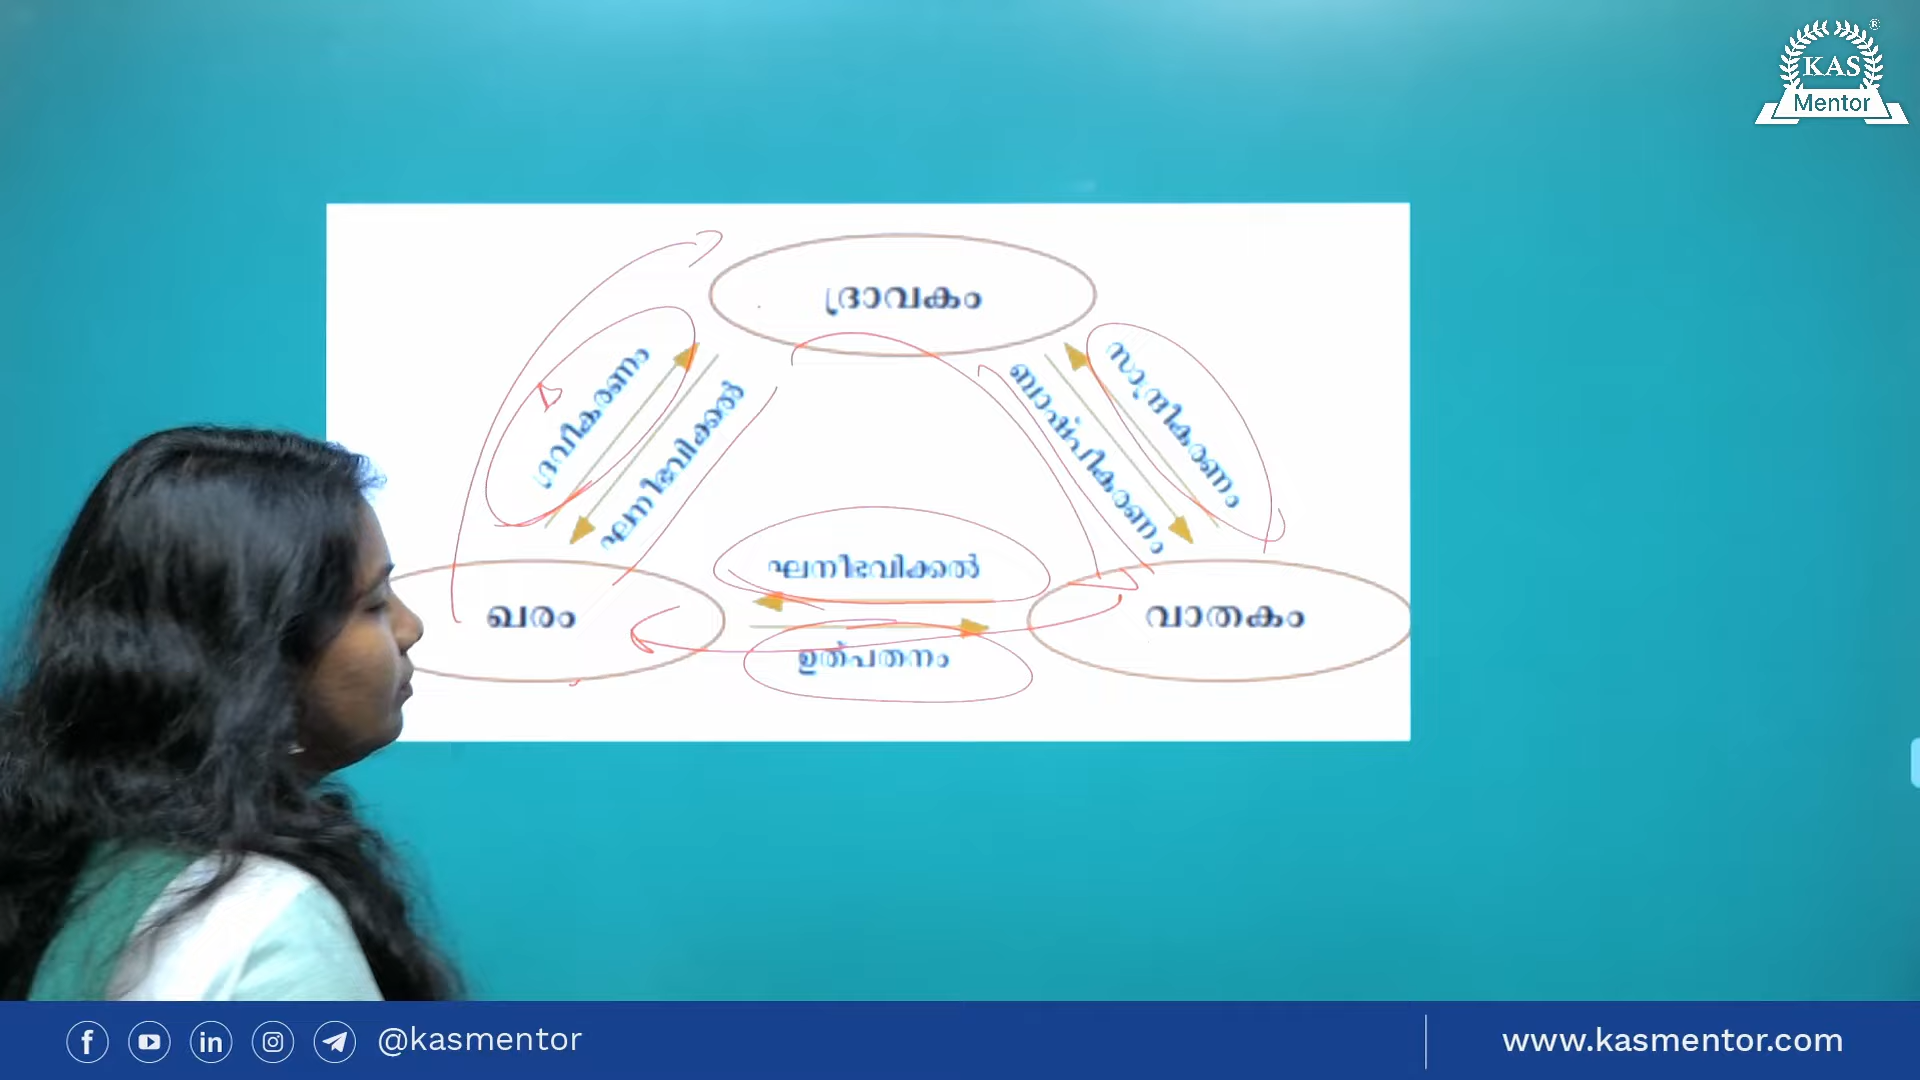 KAS
®
Mentor
ദ്രാവകം
ദ്രവീകരണം
ഘനീഭവിക്കൽ
ബാഷ്പീകരണം
സാന്ദ്രീകരണം
ഘനീഭവിക്കൽ
ഖരം
വാതകം
ഉത്പതനം
@kasmentor
www.kasmentor.com